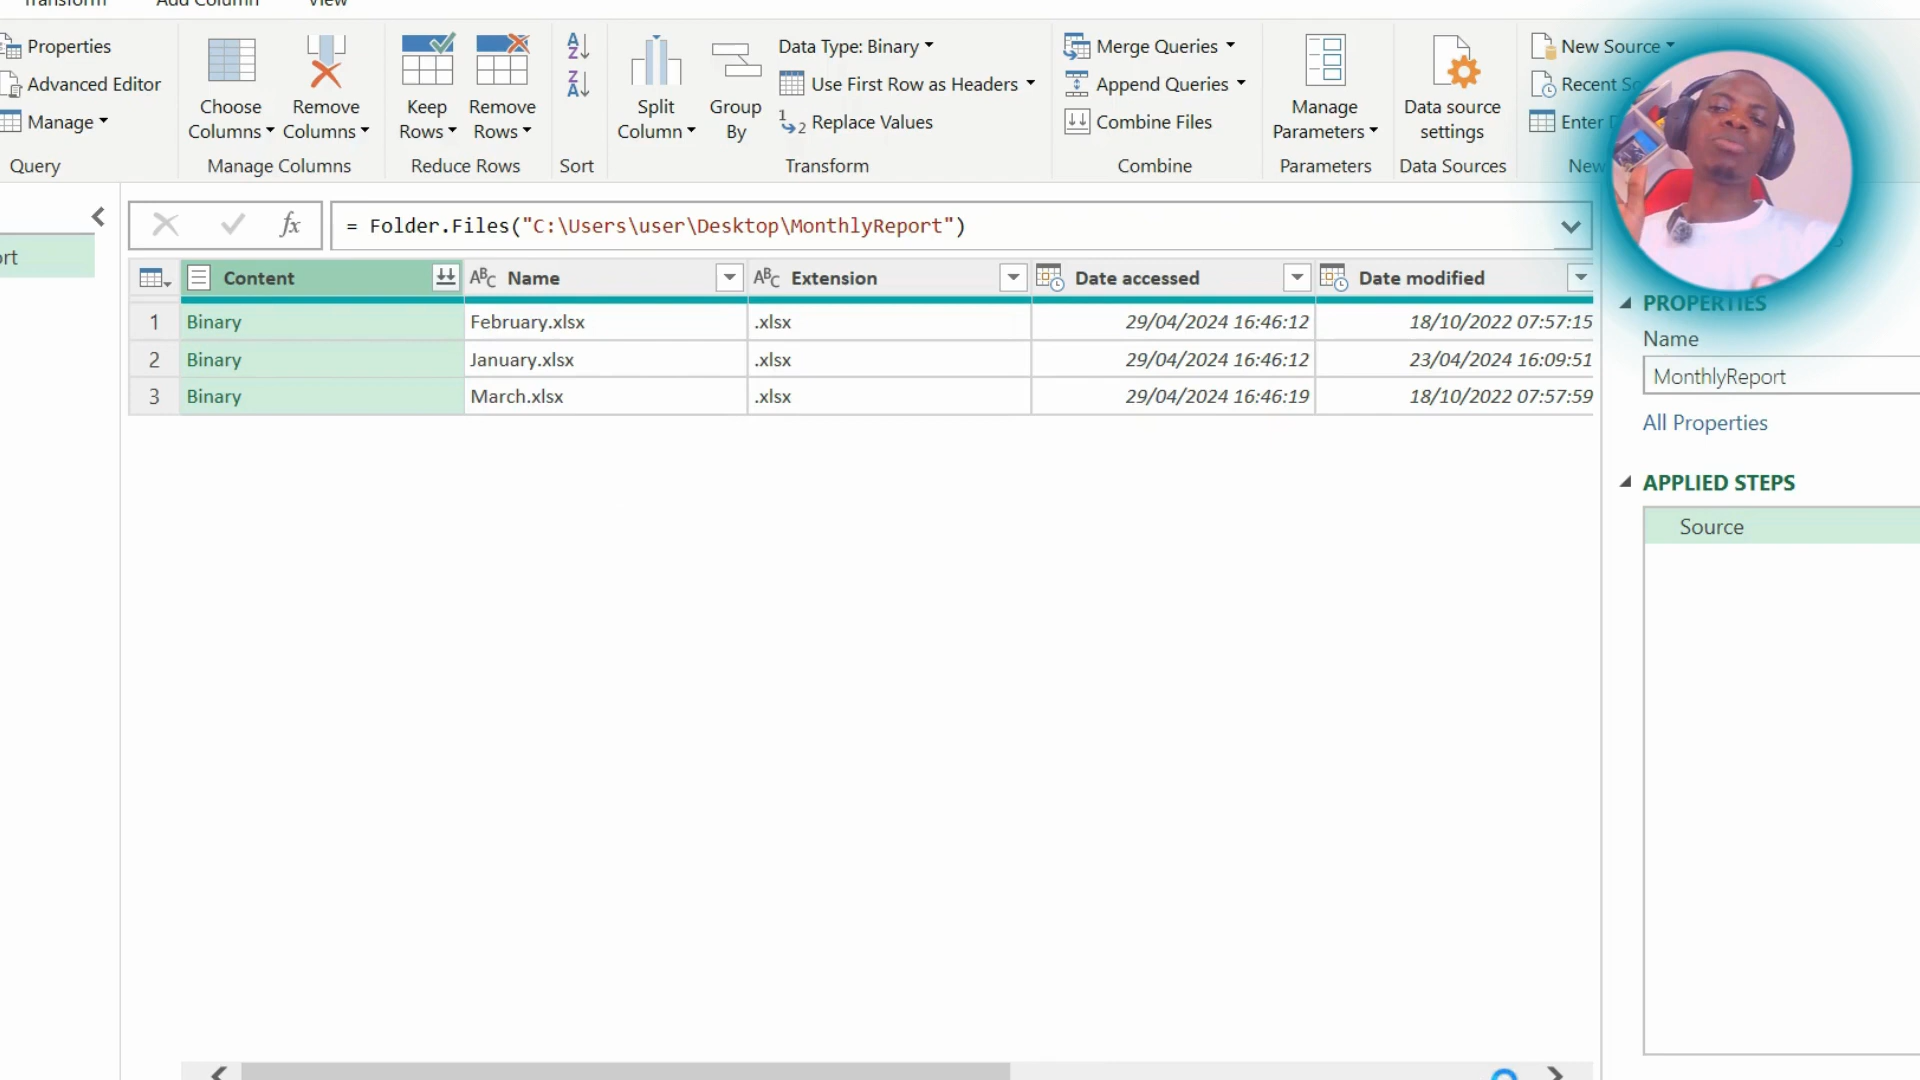 Transform Add Column View
Properties
Advanced Editor
Manage
Query
Choose Columns
Remove Columns
Manage Columns
Keep Rows
Remove Rows
Reduce Rows
Sort
Split Column
Group By
Data Type: Binary
Use First Row as Headers
Replace Values
Transform
Merge Queries
Append Queries
Combine Files
Combine
Manage Parameters
Parameters
Data source settings
Data Sources
New Source
Recent
Enter
New
= Folder.Files("C:\Users\user\Desktop\MonthlyReport")
Content Name Extension Date accessed Date modified
1 Binary February.xlsx .xlsx 29/04/2024 16:46:12 18/10/2022 07:57:15
2 Binary January.xlsx .xlsx 29/04/2024 16:46:12 23/04/2024 16:09:51
3 Binary March.xlsx .xlsx 29/04/2024 16:46:19 18/10/2022 07:57:59
PROPERTIES
Name
MonthlyReport
All Properties
APPLIED STEPS
Source